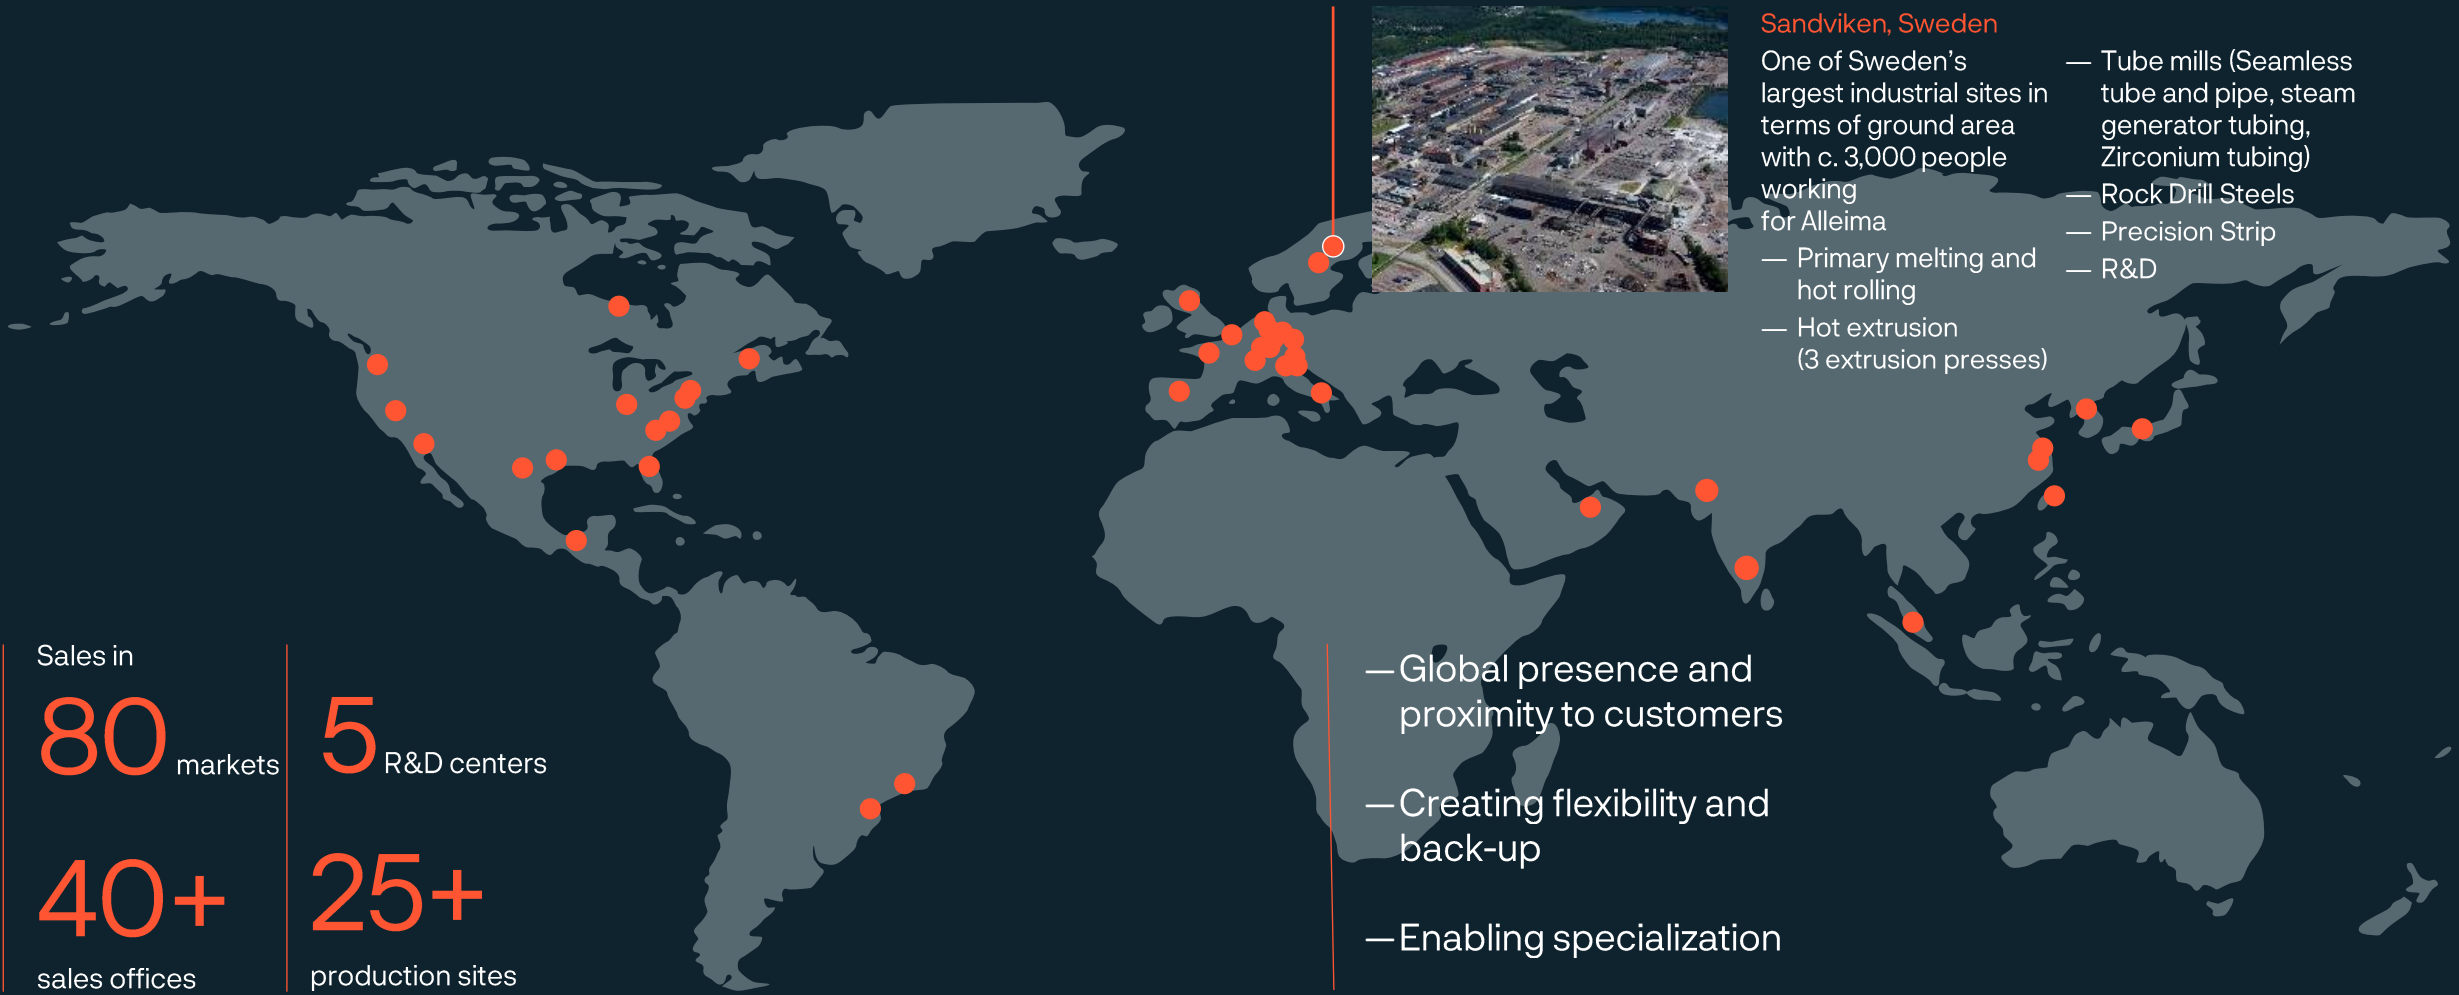 Sandviken, Sweden
One of Sweden's
largest industrial sites in
terms of ground area
with c. 3,000 people
working
for Alleima
— Primary melting and
hot rolling
— Hot extrusion
(3 extrusion presses)
— Tube mills (Seamless
tube and pipe, steam
generator tubing,
Zirconium tubing)
— Rock Drill Steels
— Precision Strip
— R&D
Sales in
80 markets
5 R&D centers
40+
sales offices
25+
production sites
— Global presence and
proximity to customers
— Creating flexibility and
back-up
— Enabling specialization